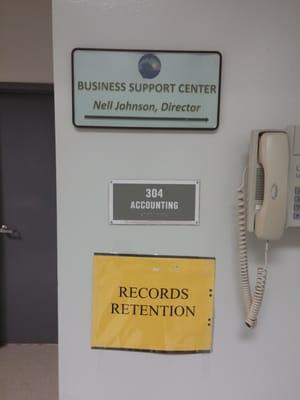 BUSINESS SUPPORT CENTER
Nell Johnson, Director
304
ACCOUNTING
RECORDS
RETENTION